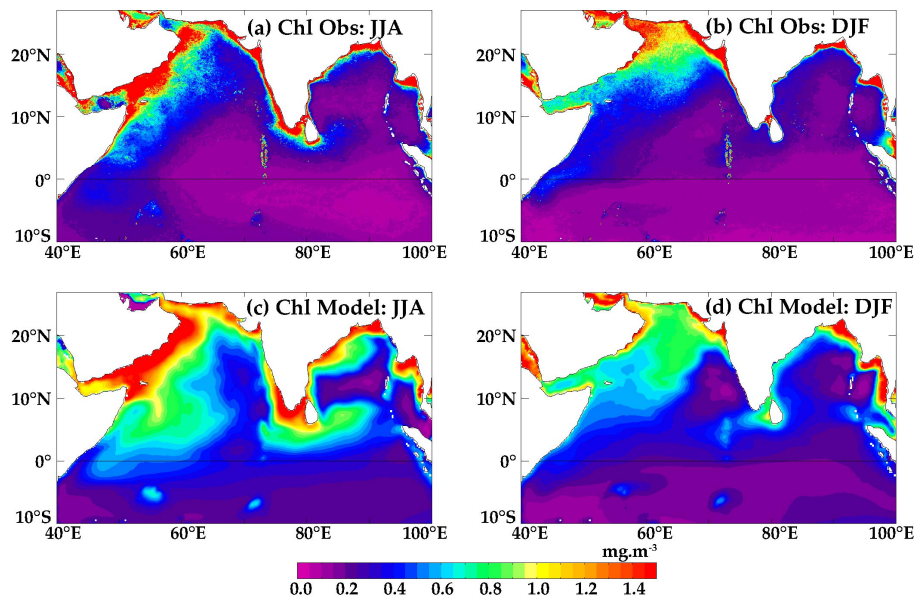 (a) Chl Obs: JJA
(b) Chl Obs: DJF
20°N
20°N
10°N
10°N
0°
0°
10°S
10°S
40°E 60°E 80°E 100°E
40°E 60°E 80°E 100°E
(c) Chl Model: JJA
(d) Chl Model: DJF
20°N
20°N
10°N
10°N
0°
0°
10°S
10°S
40°E 60°E 80°E 100°E
40°E 60°E 80°E 100°E
mg.m⁻³
0.0 0.2 0.4 0.6 0.8 1.0 1.2 1.4